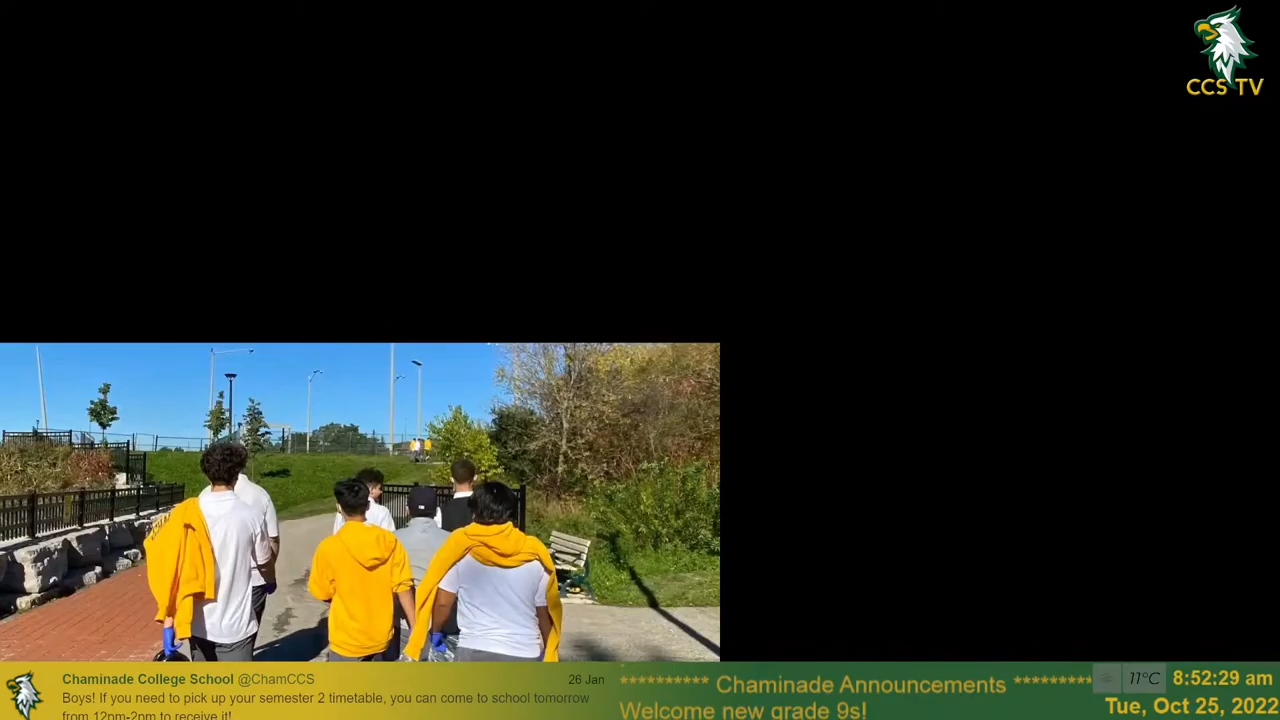 CCS TV
Chaminade College School @ChamCCS 26 Jan
Boys! If you need to pick up your semester 2 timetable, you can come to school tomorrow
from 12pm-2pm to receive it!
********** Chaminade Announcements *********
Welcome new grade 9s!
11°C 8:52:29 am
Tue, Oct 25, 2022